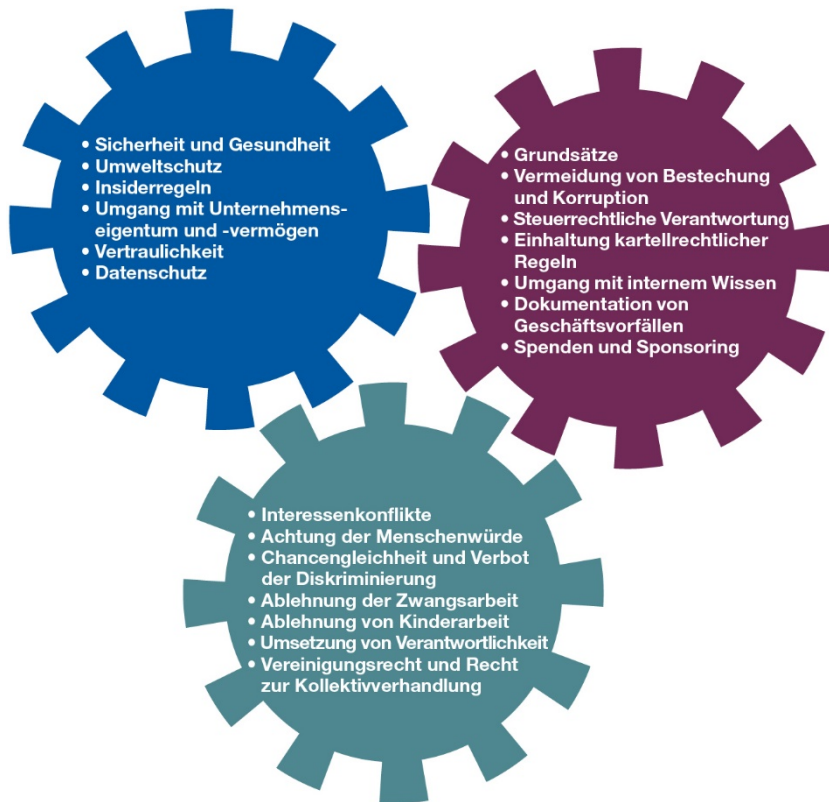 • Sicherheit und Gesundheit
• Umweltschutz
• Insiderregeln
• Umgang mit Unternehmens-
eigentum und -vermögen
• Vertraulichkeit
• Datenschutz
• Grundsätze
• Vermeidung von Bestechung
und Korruption
• Steuerrechtliche Verantwortung
• Einhaltung kartellrechtlicher
Regeln
• Umgang mit internem Wissen
• Dokumentation von
Geschäftsvorfällen
• Spenden und Sponsoring
• Interessenkonflikte
• Achtung der Menschenwürde
• Chancengleichheit und Verbot
der Diskriminierung
• Ablehnung der Zwangsarbeit
• Ablehnung von Kinderarbeit
• Umsetzung von Verantwortlichkeit
• Vereinigungsrecht und Recht
zur Kollektivverhandlung